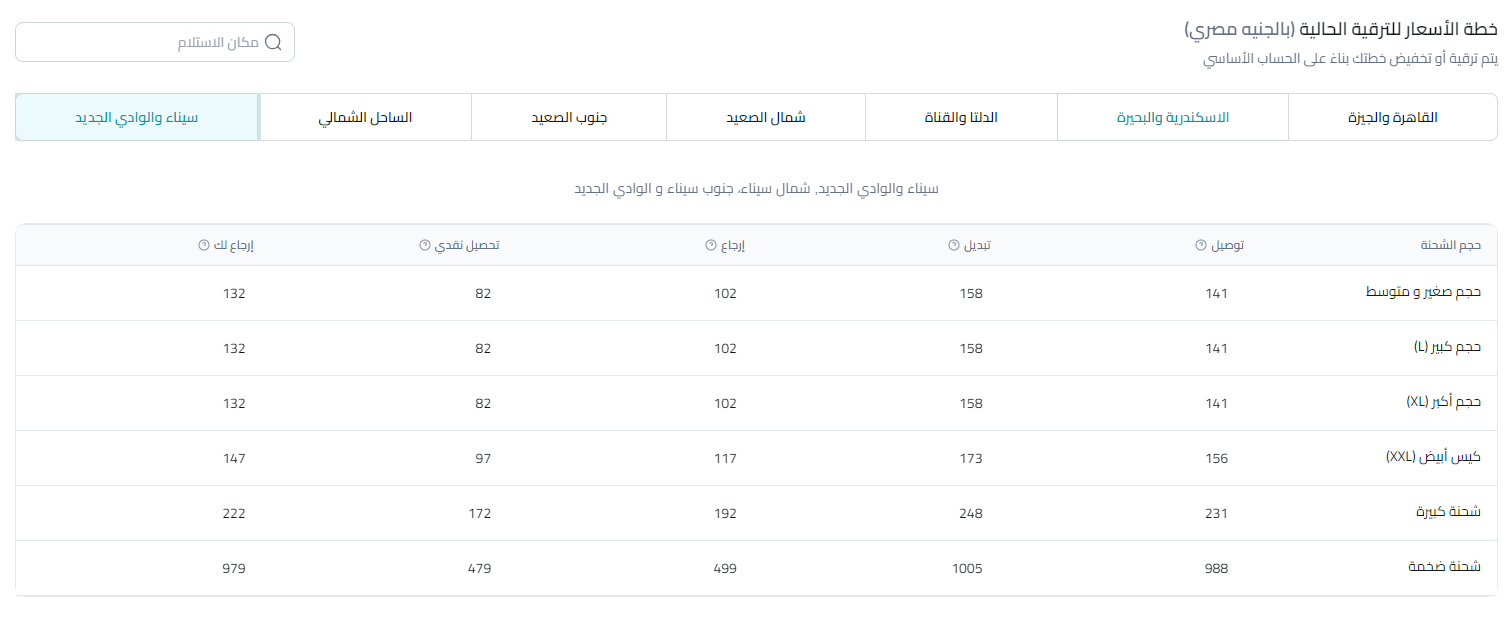 خطة الأسعار للترقية الحالية (بالجنيه مصري)
يتم ترقية أو تخفيض خطتك بناءً على الحساب الأساسي
مكان الاستلام
القاهرة والجيزة الاسكندرية والبحيرة الدلتا والقناة شمال الصعيد جنوب الصعيد الساحل الشمالي سيناء والوادي الجديد
سيناء والوادي الجديد, شمال سيناء، جنوب سيناء و الوادي الجديد
حجم الشحنة توصيل تبديل إرجاع تحصيل نقدي إرجاع لك
حجم صغير و متوسط 141 158 102 82 132
حجم كبير (L) 141 158 102 82 132
حجم أكبر (XL) 141 158 102 82 132
كيس أبيض (XXL) 156 173 117 97 147
شحنة كبيرة 231 248 192 172 222
شحنة ضخمة 988 1005 499 479 979